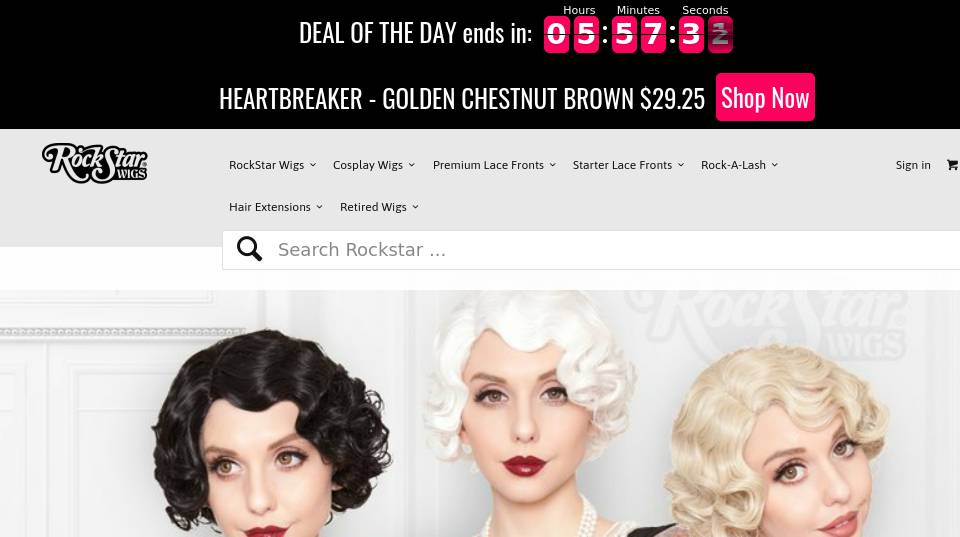 Hours Minutes Seconds
DEAL OF THE DAY ends in: 05:57:3
HEARTBREAKER - GOLDEN CHESTNUT BROWN $29.25 Shop Now
RockStar WIGS
RockStar Wigs Cosplay Wigs Premium Lace Fronts Starter Lace Fronts Rock-A-Lash Sign in
Hair Extensions Retired Wigs
Search Rockstar ...
RockStar
WIGS